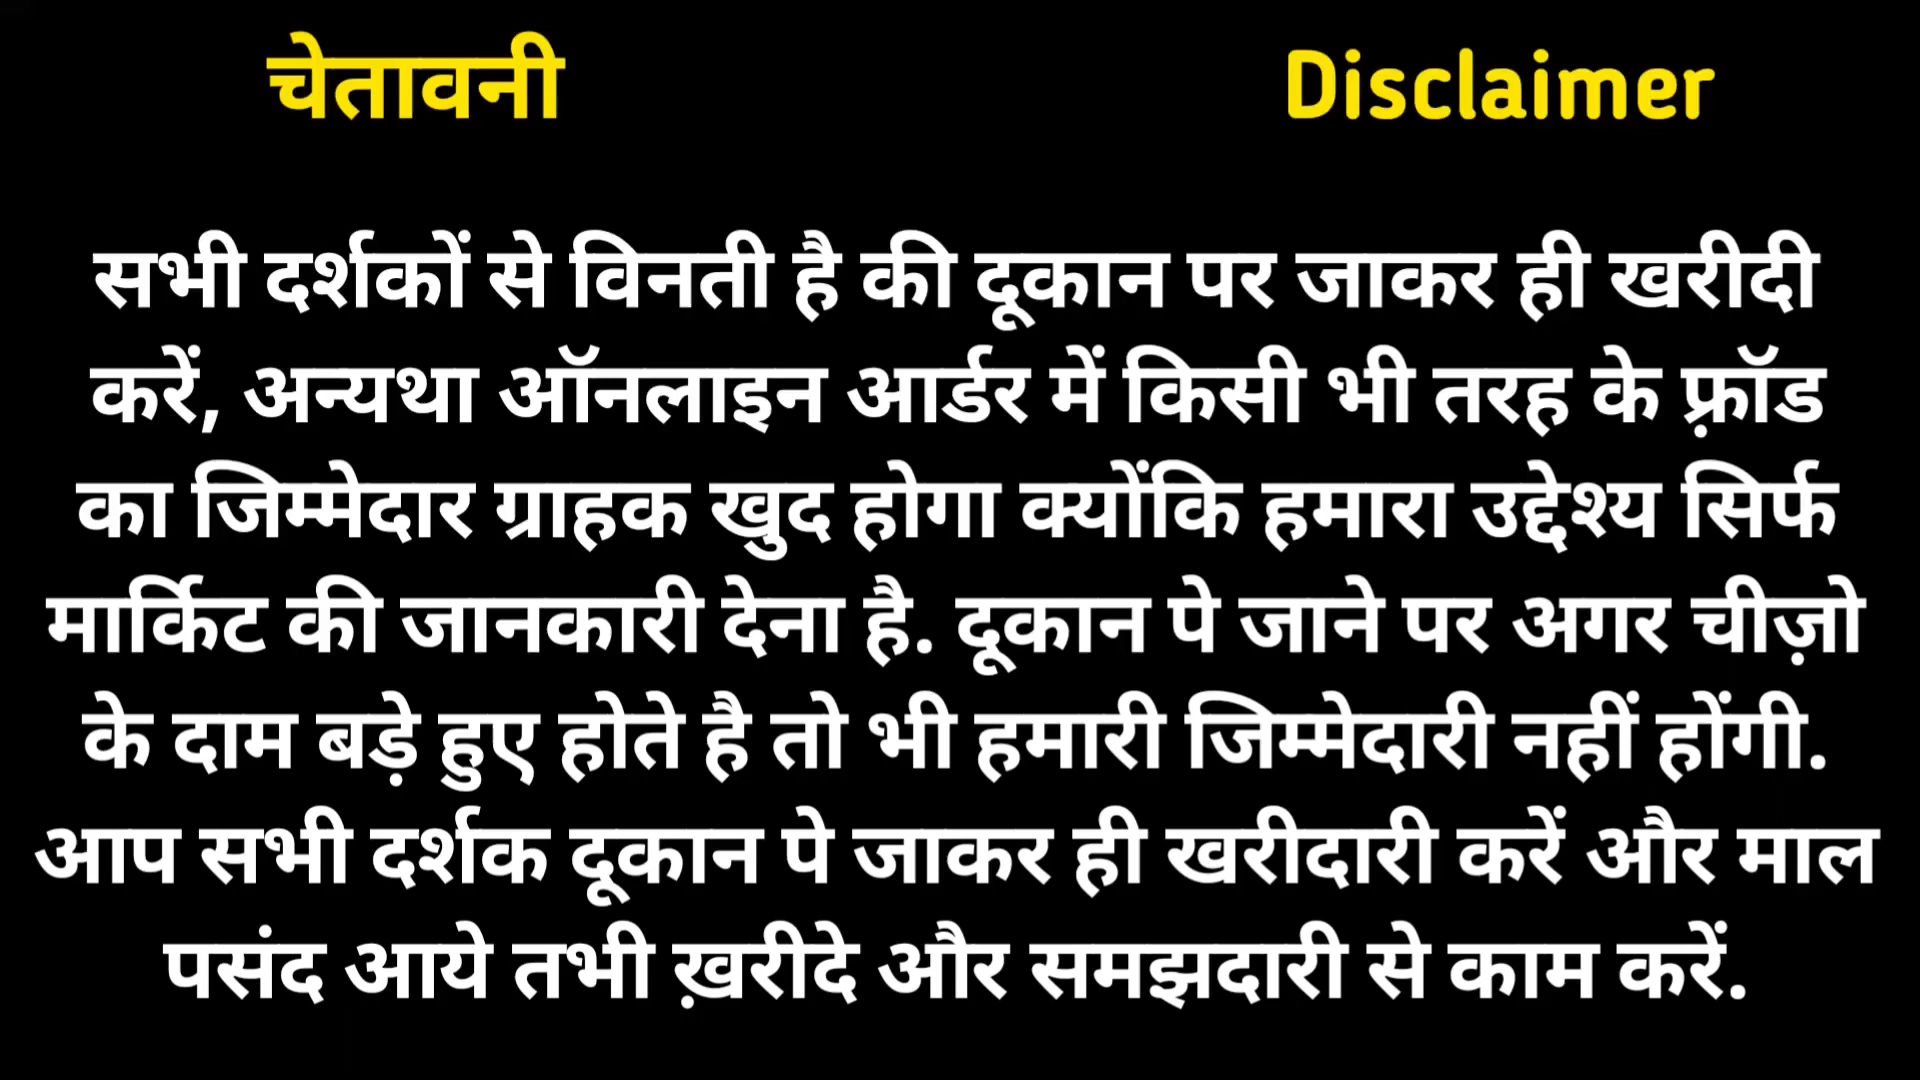 चेतावनी Disclaimer
सभी दर्शकों से विनती है की दूकान पर जाकर ही खरीदी
करें, अन्यथा ऑनलाइन आर्डर में किसी भी तरह के फ़्रॉड
का जिम्मेदार ग्राहक खुद होगा क्योंकि हमारा उद्देश्य सिर्फ
मार्किट की जानकारी देना है. दूकान पे जाने पर अगर चीज़ो
के दाम बड़े हुए होते है तो भी हमारी जिम्मेदारी नहीं होंगी.
आप सभी दर्शक दूकान पे जाकर ही खरीदारी करें और माल
पसंद आये तभी ख़रीदे और समझदारी से काम करें.